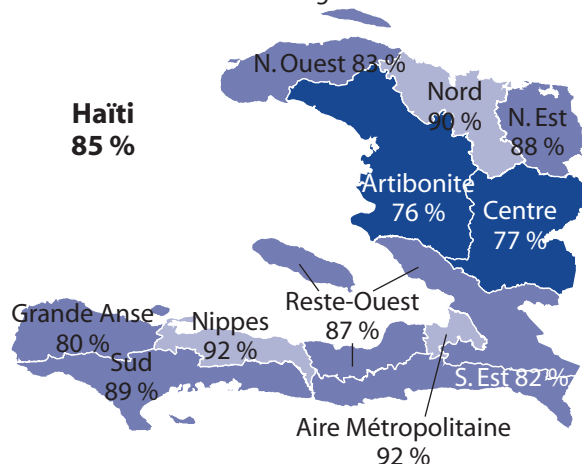 N. Ouest 83 %
Haïti
85 %
Nord
90 %
N. Est
88 %
Artibonite
76 %
Centre
77 %
Reste-Ouest
87 %
Grande Anse
80 %
Nippes
92 %
Sud
89 %
S. Est 82 %
Aire Métropolitaine
92 %